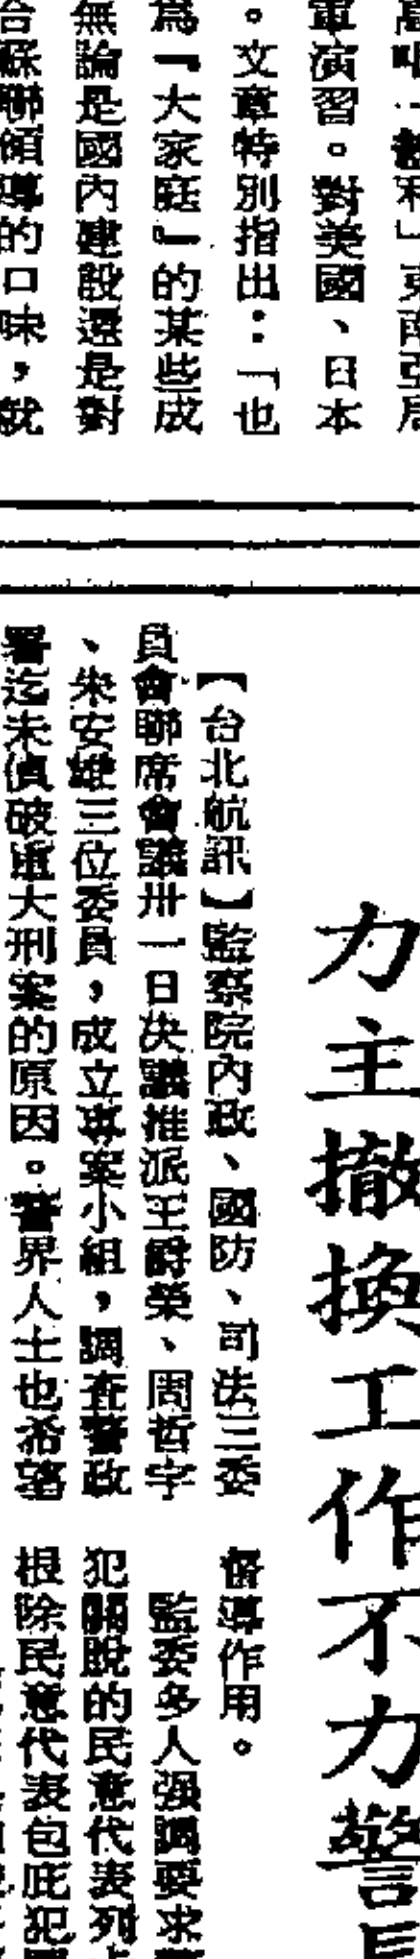 軍演習。對美國、日本
。文章特別指出：「也
為『大家庭』的某些成
無論是國內建設還是對
合蘇聯領導的口味，就
力主撤換工作不力警
【台北航訊】監察院內政、國防、司法三委
員會聯席會議卅一日決議推派王爵榮、周哲宇
、朱安雄三位委員，成立專案小組，調查警政
署迄未偵破重大刑案的原因。警界人士也希望
督導作用。
監委多人强調要求
犯關脫的民意代表列
根除民意代表包庇犯